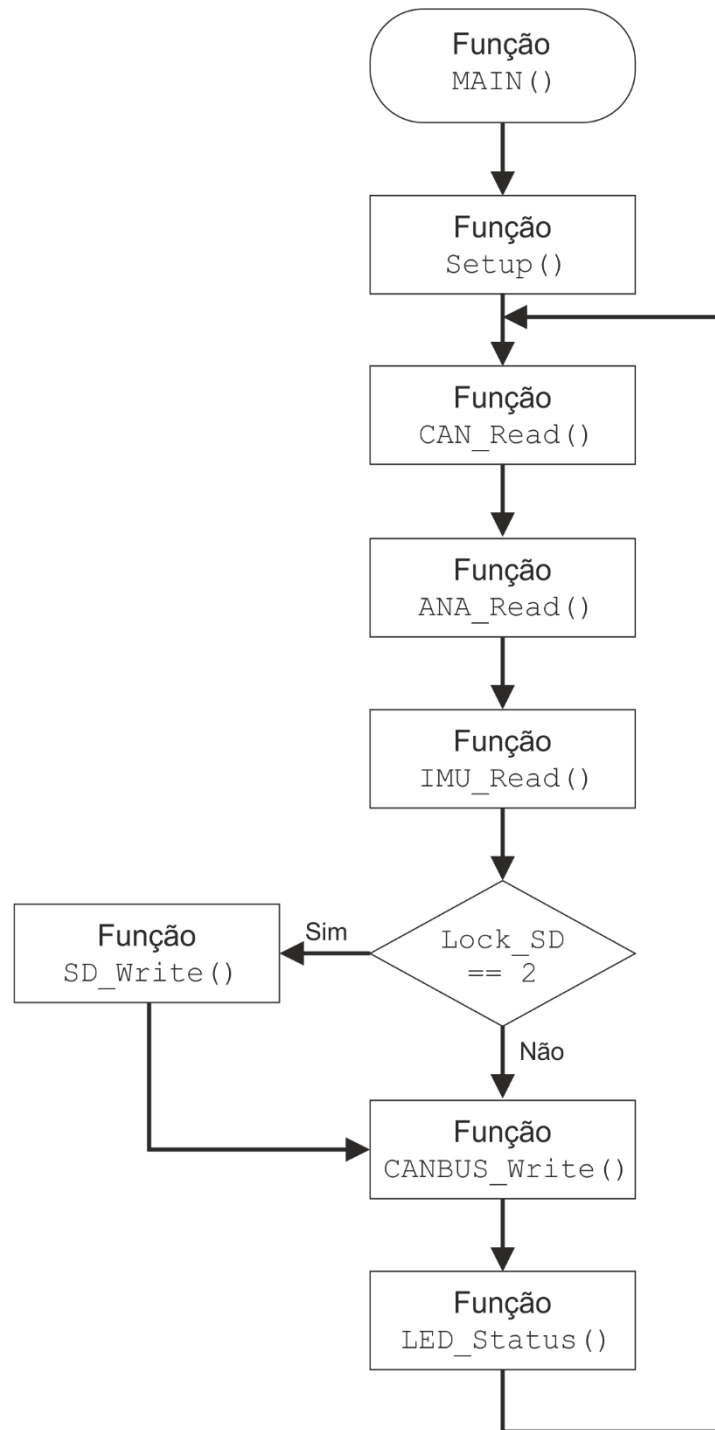 Função
MAIN()
Função
Setup()
Função
CAN_Read()
Função
ANA_Read()
Função
IMU_Read()
Lock_SD
== 2
Sim
Função
SD_Write()
Não
Função
CANBUS_Write()
Função
LED_Status()